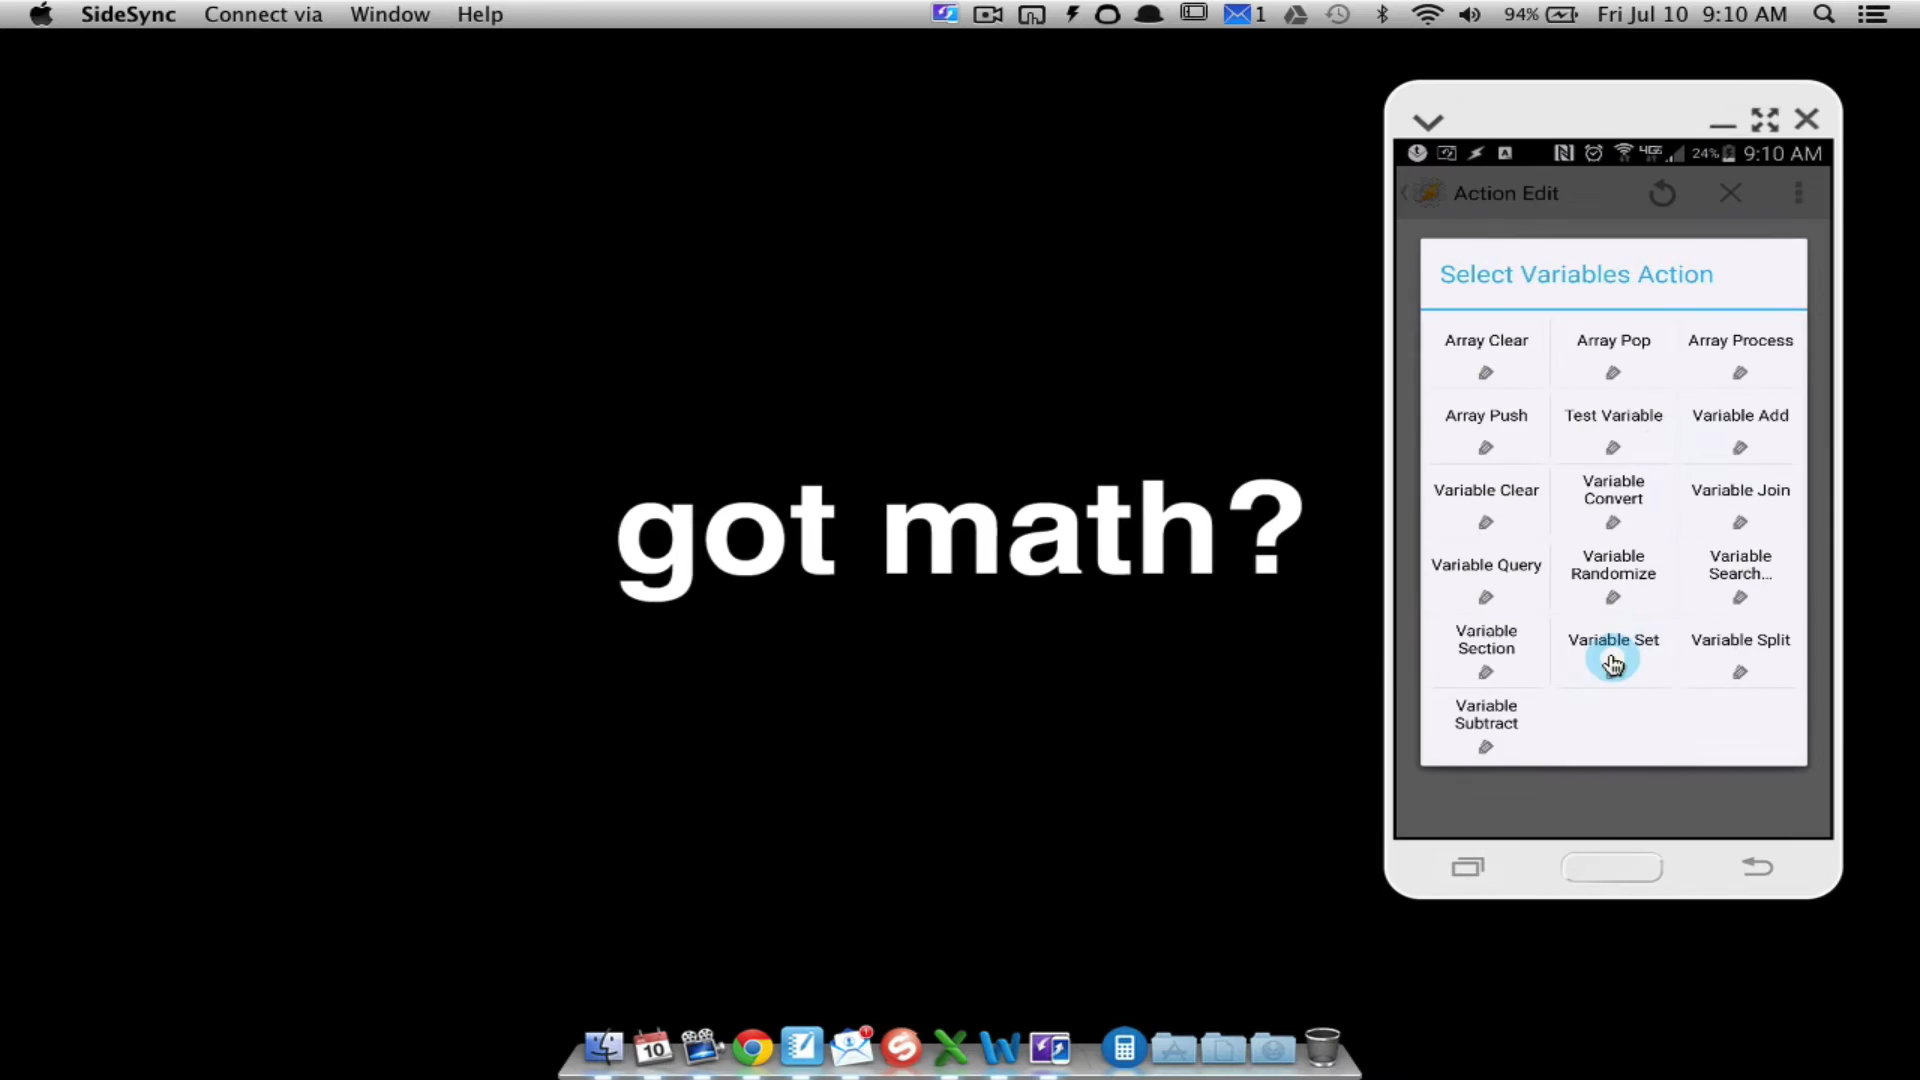 SideSync Connect via Window Help
1 94% Fri Jul 10 9:10 AM
24% 9:10 AM
Action Edit
Select Variables Action
Array Clear Array Pop Array Process
Array Push Test Variable Variable Add
Variable Clear Variable Convert Variable Join
Variable Query Variable Randomize Variable Search...
Variable Section Variable Set Variable Split
Variable Subtract
got math?
10